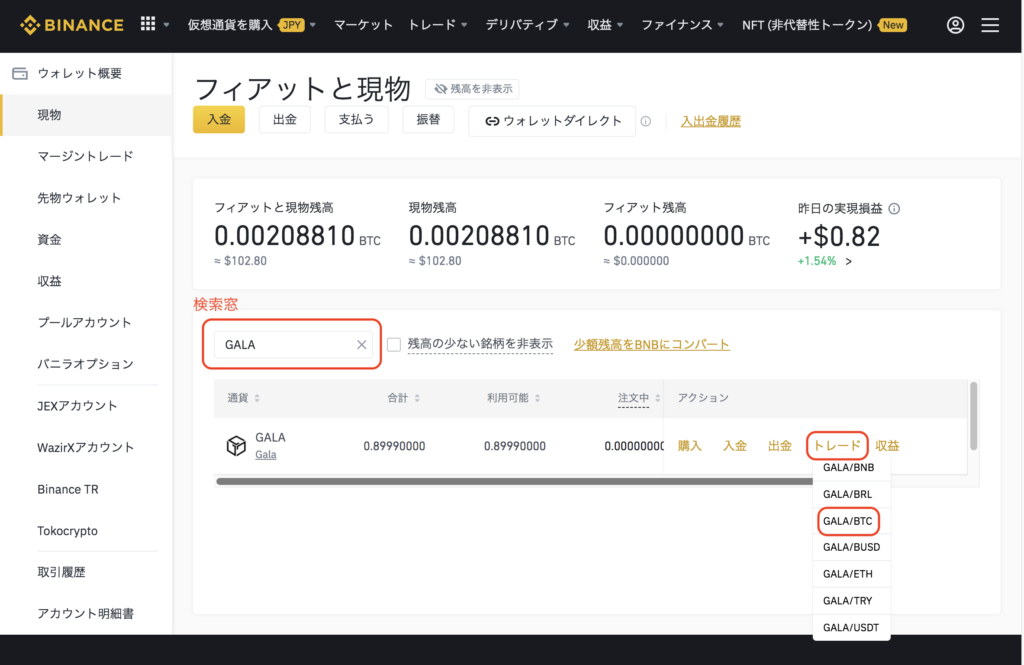 BINANCE 仮想通貨を購入 JPY マーケット トレード デリバティブ 収益 ファイナンス NFT (非代替性トークン) New
ウォレット概要
現物
マージントレード
先物ウォレット
資金
収益
プールアカウント
バニラオプション
JEXアカウント
WazirXアカウント
Binance TR
Tokocrypto
取引履歴
アカウント明細書
フィアットと現物 残高を非表示
入金 出金 支払う 振替 ウォレットダイレクト 入出金履歴
フィアットと現物残高 現物残高 フィアット残高 昨日の実現損益
0.00208810 BTC 0.00208810 BTC 0.00000000 BTC +$0.82
≈ $102.80 ≈ $102.80 ≈ $0.000000 +1.54% >
検索窓
GALA 残高の少ない銘柄を非表示 少額残高をBNBにコンバート
通貨 合計 利用可能 注文中 アクション
GALA
Gala
0.89990000 0.89990000 0.00000000 購入 入金 出金 トレード 収益
GALA/BNB
GALA/BRL
GALA/BTC
GALA/BUSD
GALA/ETH
GALA/TRY
GALA/USDT